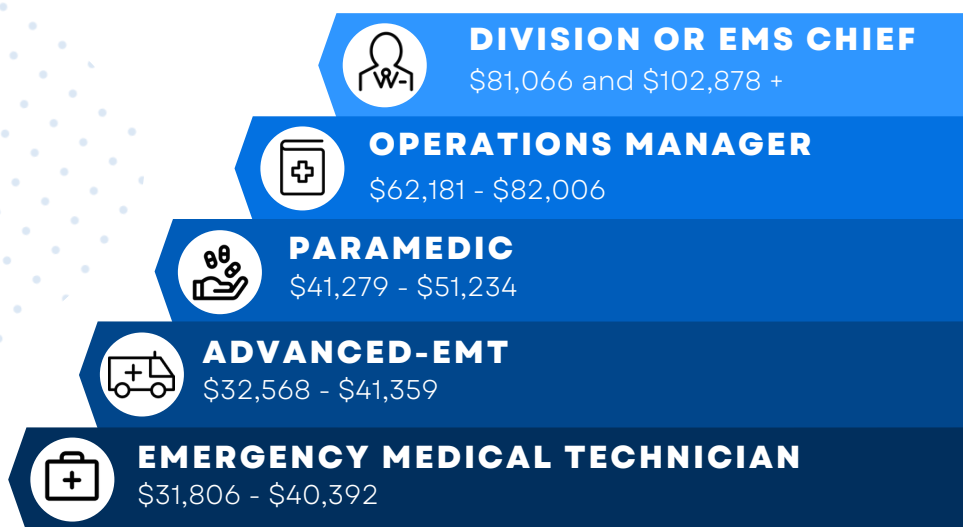 DIVISION OR EMS CHIEF
$81,066 and $102,878 +
OPERATIONS MANAGER
$62,181 - $82,006
PARAMEDIC
$41,279 - $51,234
ADVANCED-EMT
$32,568 - $41,359
EMERGENCY MEDICAL TECHNICIAN
$31,806 - $40,392